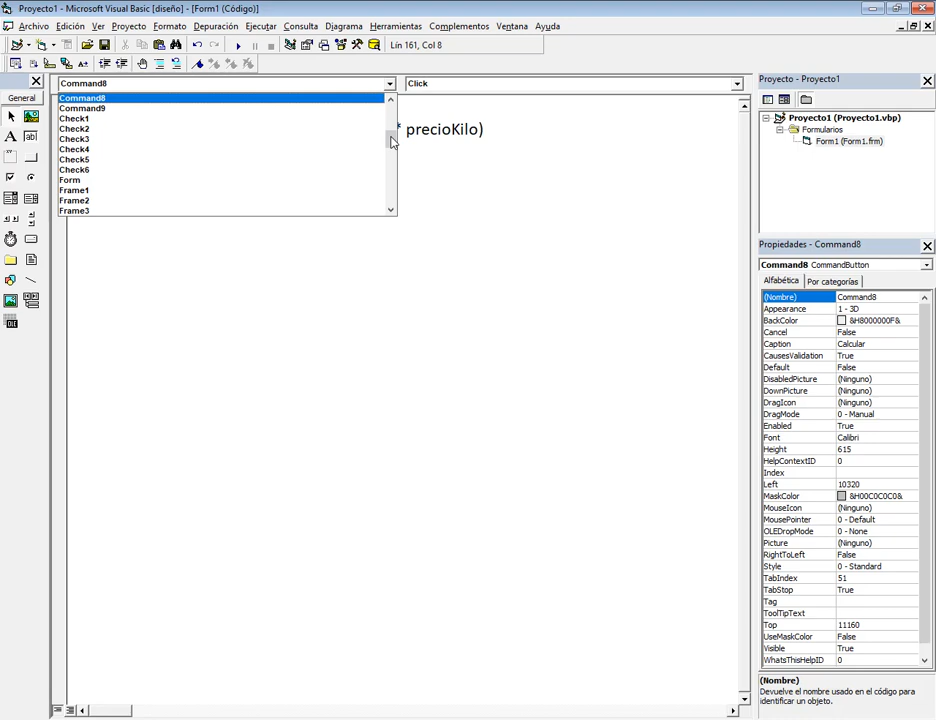 Proyecto1 - Microsoft Visual Basic [diseño] - [Form1 (Código)]
Archivo Edición Ver Proyecto Formato Depuración Ejecutar Consulta Diagrama Herramientas Complementos Ventana Ayuda
Lín 161, Col 8
General
Command8 Click
Command8
Command9
Check1
Check2
Check3
Check4
Check5
Check6
Form
Frame1
Frame2
Frame3
* precioKilo)
Proyecto - Proyecto1
Proyecto1 (Proyecto1.vbp)
Formularios
Form1 (Form1.frm)
Propiedades - Command8
Command8 CommandButton
Alfabética Por categorías
(Nombre) Command8
Appearance 1 - 3D
BackColor &H8000000F&
Cancel False
Caption Calcular
CausesValidation True
Default False
DisabledPicture (Ninguno)
DownPicture (Ninguno)
DragIcon (Ninguno)
DragMode 0 - Manual
Enabled True
Font Calibri
Height 615
HelpContextID 0
Index
Left 10320
MaskColor &H00C0C0C0&
MouseIcon (Ninguno)
MousePointer 0 - Default
OLEDropMode 0 - None
Picture (Ninguno)
RightToLeft False
Style 0 - Standard
TabIndex 51
TabStop True
Tag
ToolTipText
Top 11160
UseMaskColor False
Visible True
WhatsThisHelpID 0
(Nombre)
Devuelve el nombre usado en el código para
identificar un objeto.